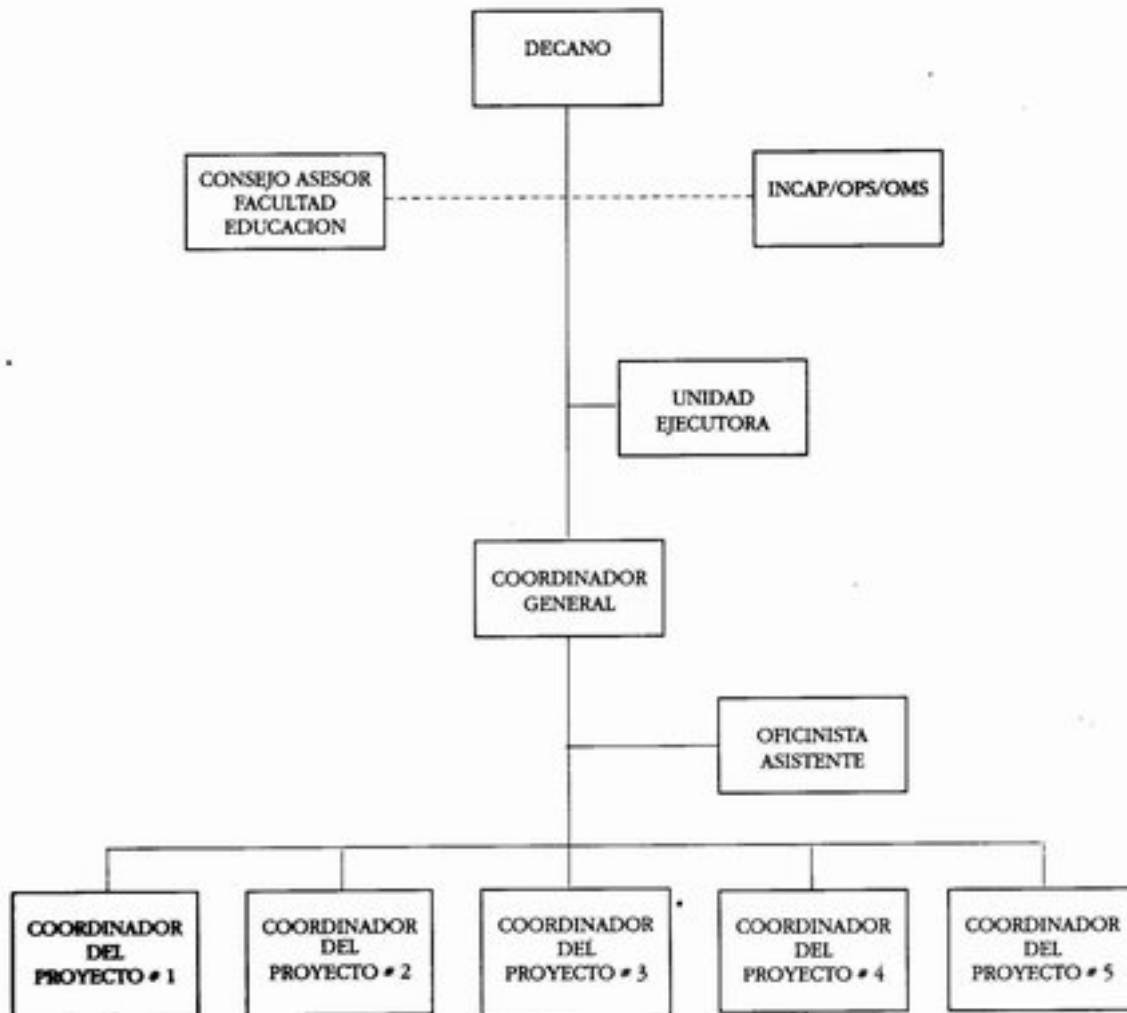 DECANO
CONSEJO ASESOR
FACULTAD
EDUCACION
INCAP/OPS/OMS
UNIDAD
EJECUTORA
COORDINADOR
GENERAL
OFICINISTA
ASISTENTE
COORDINADOR
DEL
PROYECTO # 1
COORDINADOR
DEL
PROYECTO # 2
COORDINADOR
DEL
PROYECTO # 3
COORDINADOR
DEL
PROYECTO # 4
COORDINADOR
DEL
PROYECTO # 5